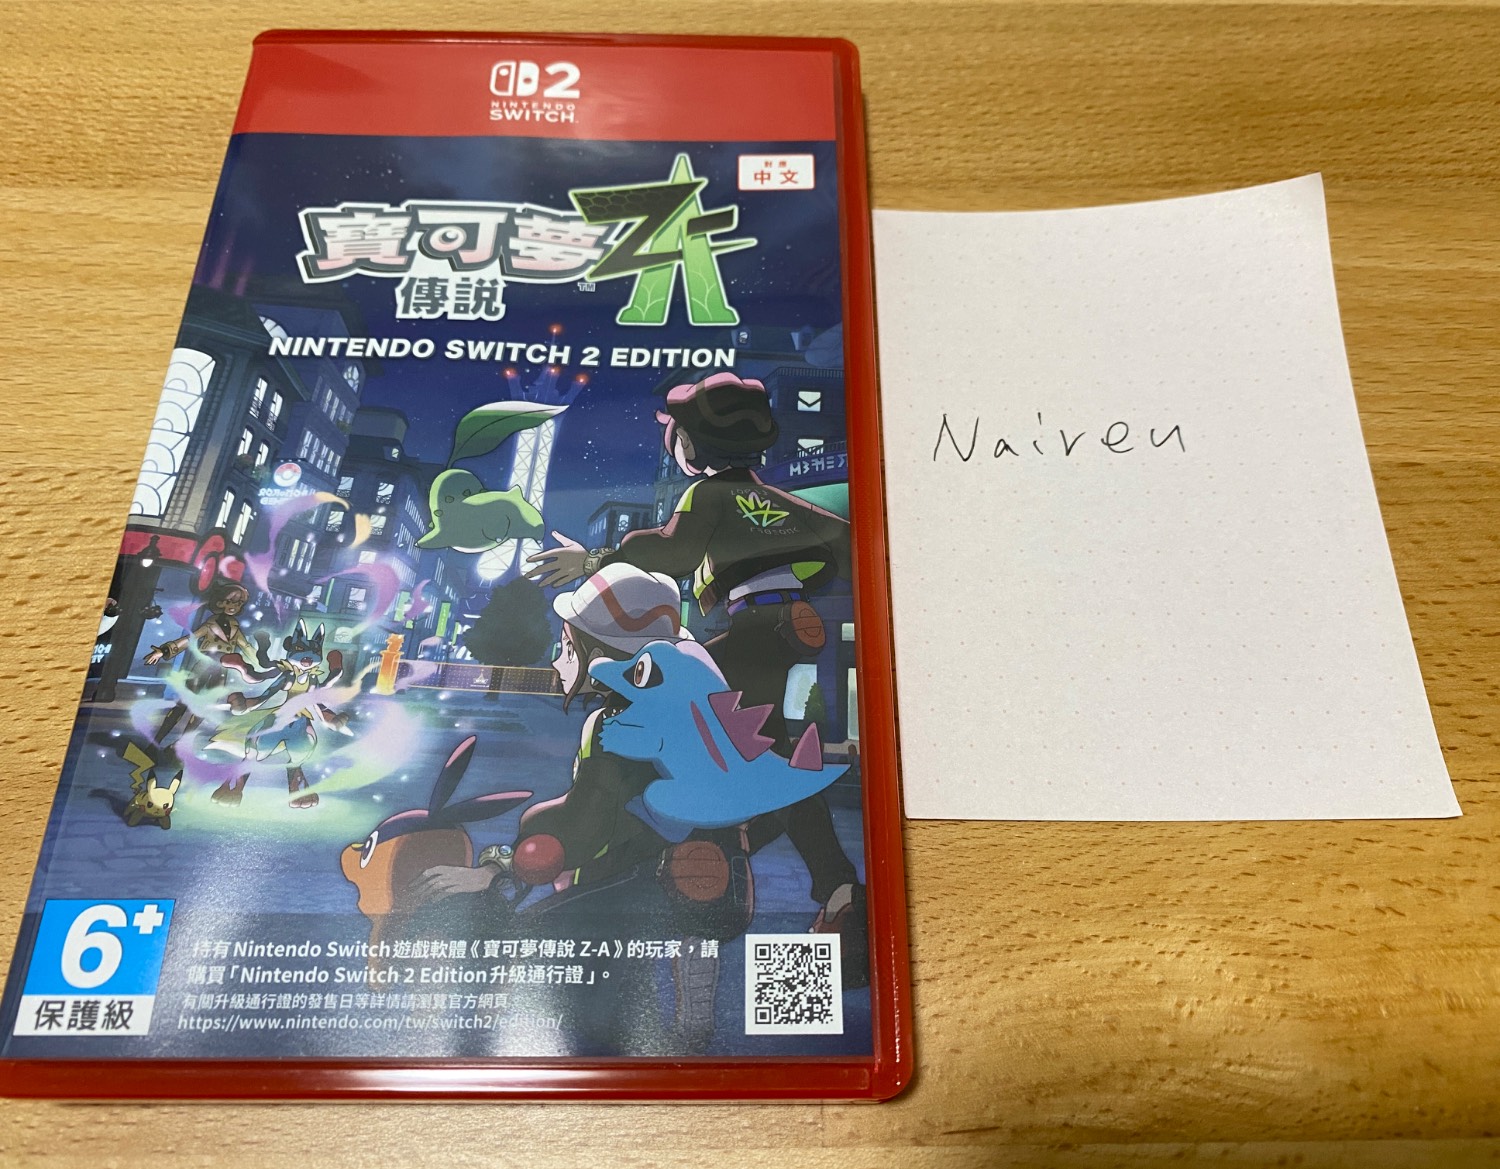 2
NINTENDO
SWITCH
對應
中文
寶可夢
傳說
Z-A
TM
NINTENDO SWITCH 2 EDITION
Naiven
6+
保護級
持有Nintendo Switch遊戲軟體《寶可夢傳說 Z-A》的玩家，請
購買「Nintendo Switch 2 Edition升級通行證」。
有關升級通行證的發售日等詳情請瀏覽官方網頁
https://www.nintendo.com/tw/switch2/edition/